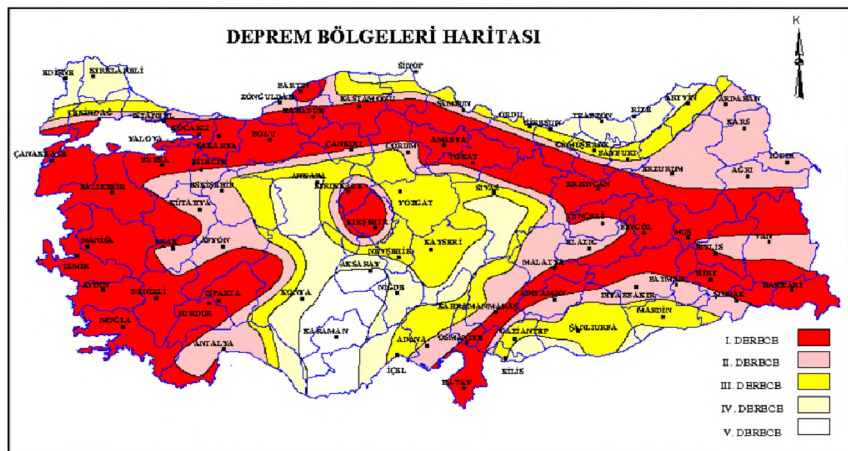 DEPREM BÖLGELERİ HARİTASI
K
SİNOP
EDİRNE
KIRKLARELİ
BARTIN
ZONGULDAK
KASTAMONU
SAMSUN
ORDU
GİRESUN
TRABZON
RİZE
ARTVİN
ARDAHAN
KARS
TEKİRDAĞ
İSTANBUL
KOCAELİ
YALOVA
SAKARYA
BOLU
KARABÜK
ÇANKIRI
ÇORUM
AMASYA
TOKAT
GÜMÜŞHANE
BAYBURT
ERZURUM
IĞDIR
AĞRI
ÇANAKKALE
BURSA
BİLECİK
ESKİŞEHİR
ANKARA
KIRIKKALE
YOZGAT
SİVAS
ERZİNCAN
BALIKESİR
KÜTAHYA
KIRŞEHİR
TUNCELİ
BİNGÖL
MUŞ
VAN
MANİSA
UŞAK
AFYON
NEVŞEHİR
KAYSERİ
ELAZIĞ
BİTLİS
İZMİR
AKSARAY
MALATYA
SİİRT
BATMAN
HAKKARİ
AYDIN
DENİZLİ
ISPARTA
KONYA
NİĞDE
KAHRAMANMARAŞ
ADIYAMAN
DİYARBAKIR
ŞIRNAK
MUĞLA
BURDUR
KARAMAN
ADANA
OSMANİYE
GAZİANTEP
ŞANLIURFA
MARDİN
ANTALYA
İÇEL
KİLİS
HATAY
I. DERECE
II. DERECE
III. DERECE
IV. DERECE
V. DERECE